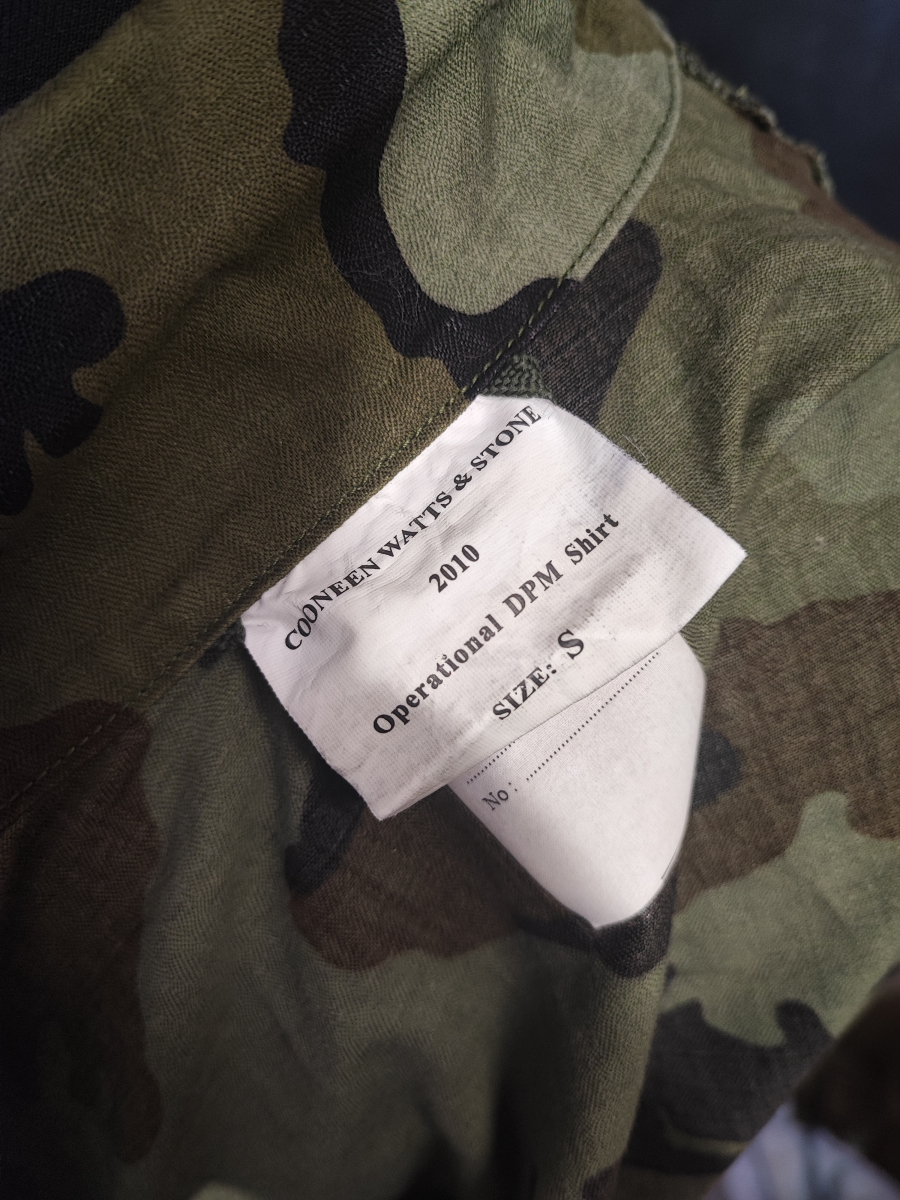 COONEEN WATTS & STONE
2010
Operational DPM Shirt
SIZE: S
No: